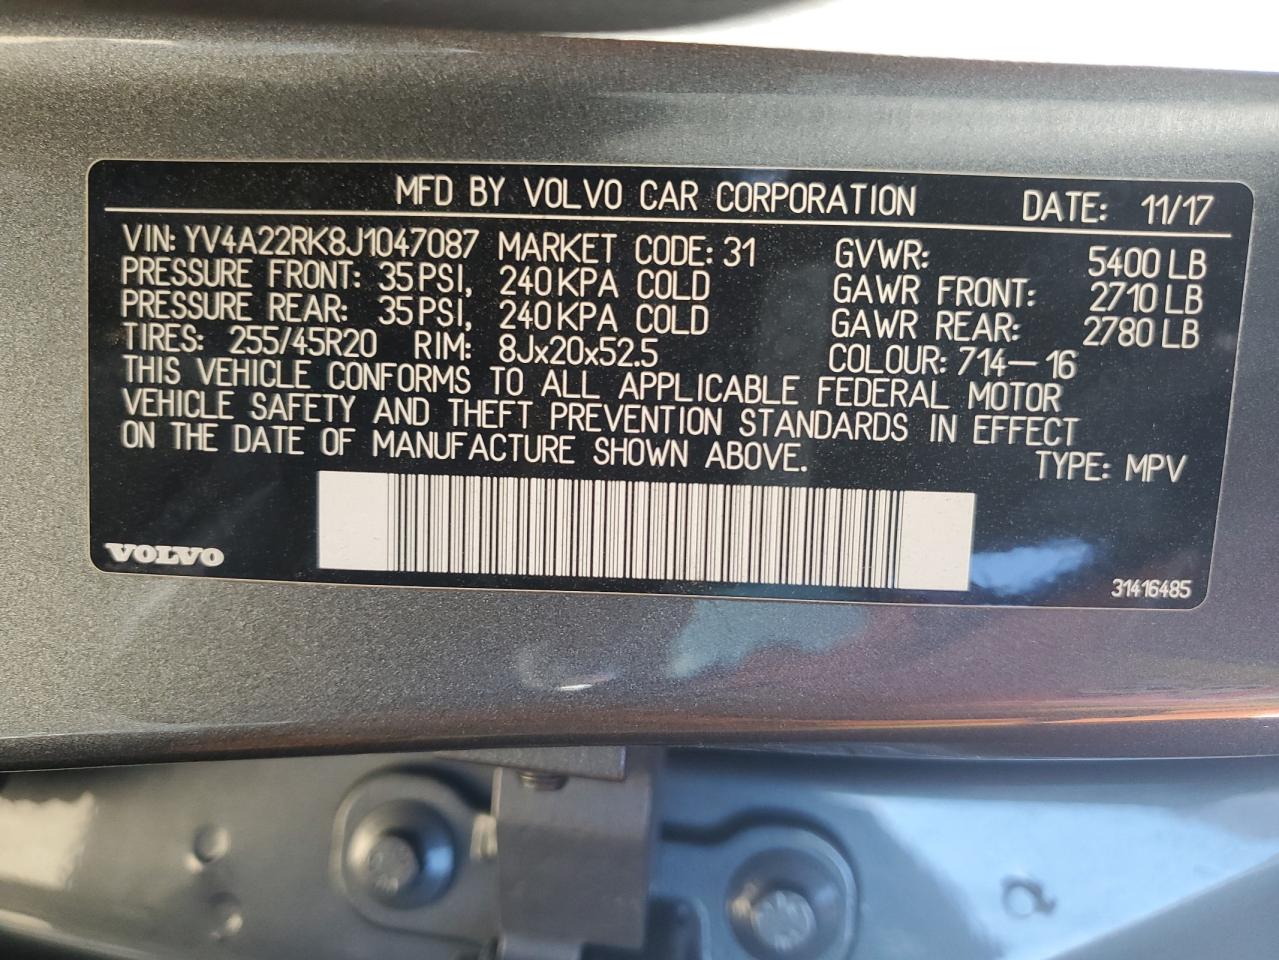 MFD BY VOLVO CAR CORPORATION DATE: 11/17
VIN: YV4A22RK8J1047087 MARKET CODE: 31 GVWR: 5400 LB
PRESSURE FRONT: 35 PSI, 240 KPA COLD GAWR FRONT: 2710 LB
PRESSURE REAR: 35 PSI, 240 KPA COLD GAWR REAR: 2780 LB
TIRES: 255/45R20 RIM: 8Jx20x52.5 COLOUR: 714-16
THIS VEHICLE CONFORMS TO ALL APPLICABLE FEDERAL MOTOR
VEHICLE SAFETY AND THEFT PREVENTION STANDARDS IN EFFECT
ON THE DATE OF MANUFACTURE SHOWN ABOVE. TYPE: MPV
VOLVO
31416485